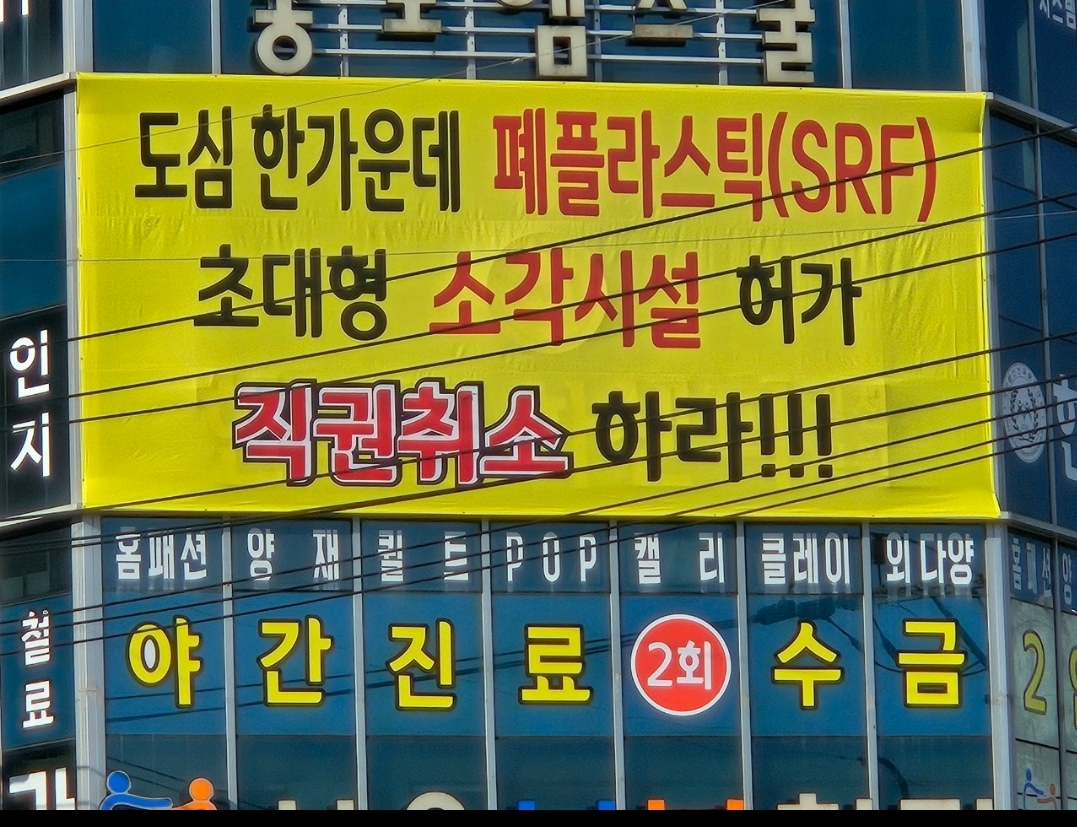 도심 한가운데 폐플라스틱(SRF)
초대형 소각시설 허가
직권취소 하라!!!
인지
홈패션 양재 퀼트 POP 캘리 클레이 외다양
야간진료 2회 수금